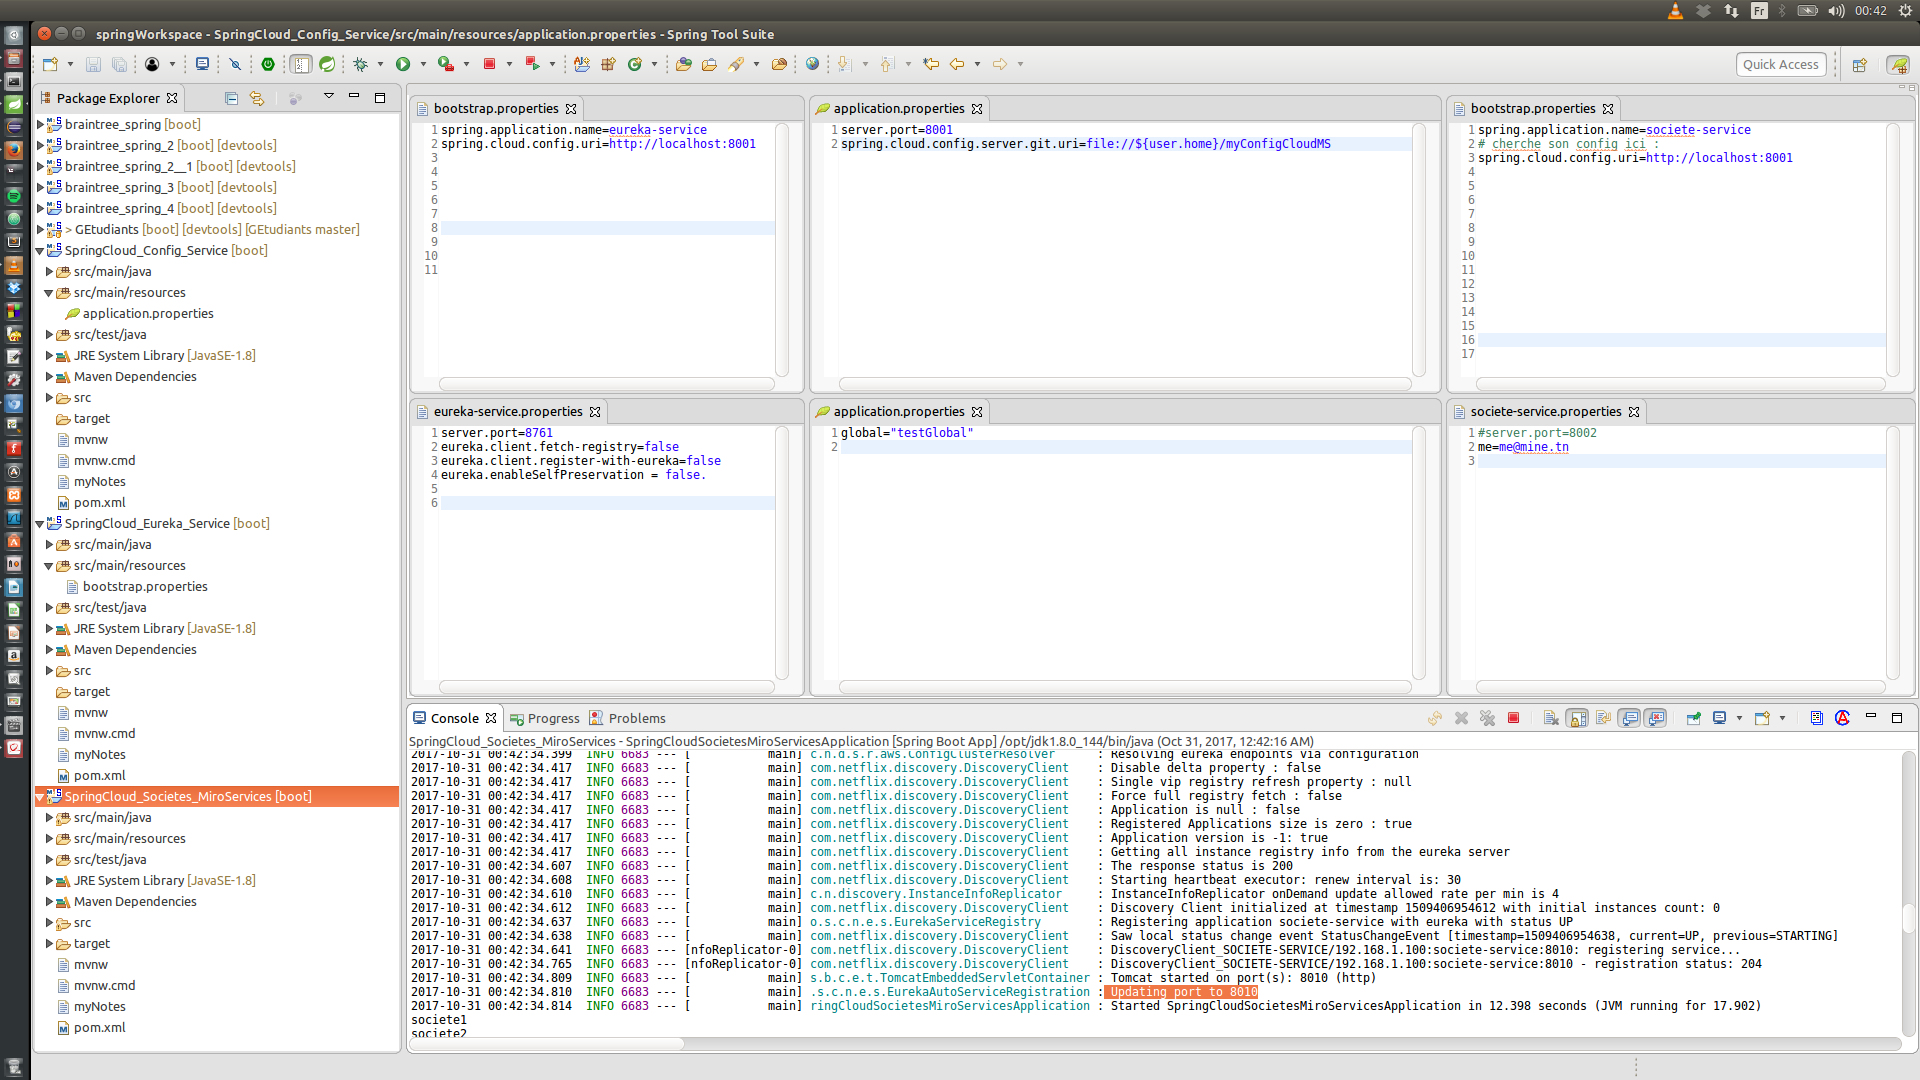 Fr
00:42
springWorkspace - SpringCloud_Config_Service/src/main/resources/application.properties - Spring Tool Suite
Quick Access
Package Explorer
braintree_spring [boot]
braintree_spring_2 [boot] [devtools]
braintree_spring_2__1 [boot] [devtools]
braintree_spring_3 [boot] [devtools]
braintree_spring_4 [boot] [devtools]
> GEtudiants [boot] [devtools] [GEtudiants master]
SpringCloud_Config_Service [boot]
src/main/java
src/main/resources
application.properties
src/test/java
JRE System Library [JavaSE-1.8]
Maven Dependencies
src
target
mvnw
mvnw.cmd
myNotes
pom.xml
SpringCloud_Eureka_Service [boot]
src/main/java
src/main/resources
bootstrap.properties
src/test/java
JRE System Library [JavaSE-1.8]
Maven Dependencies
src
target
mvnw
mvnw.cmd
myNotes
pom.xml
SpringCloud_Societes_MiroServices [boot]
src/main/java
src/main/resources
src/test/java
JRE System Library [JavaSE-1.8]
Maven Dependencies
src
target
mvnw
mvnw.cmd
myNotes
pom.xml
bootstrap.properties
1 spring.application.name=eureka-service
2 spring.cloud.config.uri=http://localhost:8001
3
4
5
6
7
8
9
10
11
application.properties
1 server.port=8001
2 spring.cloud.config.server.git.uri=file://${user.home}/myConfigCloudMS
bootstrap.properties
1 spring.application.name=societe-service
2 # cherche son config ici :
3 spring.cloud.config.uri=http://localhost:8001
4
5
6
7
8
9
10
11
12
13
14
15
16
17
eureka-service.properties
1 server.port=8761
2 eureka.client.fetch-registry=false
3 eureka.client.register-with-eureka=false
4 eureka.enableSelfPreservation = false.
5
6
application.properties
1 global="testGlobal"
2
societe-service.properties
1 #server.port=8002
2 me=me@mine.tn
3
Console
Progress
Problems
SpringCloud_Societes_MiroServices - SpringCloudSocietesMiroServicesApplication [Spring Boot App] /opt/jdk1.8.0_144/bin/java (Oct 31, 2017, 12:42:16 AM)
2017-10-31 00:42:34.399 INFO 6683 --- [ main] c.n.d.s.r.aws.ConfigClusterResolver : Resolving eureka endpoints via configuration
2017-10-31 00:42:34.417 INFO 6683 --- [ main] com.netflix.discovery.DiscoveryClient : Disable delta property : false
2017-10-31 00:42:34.417 INFO 6683 --- [ main] com.netflix.discovery.DiscoveryClient : Single vip registry refresh property : null
2017-10-31 00:42:34.417 INFO 6683 --- [ main] com.netflix.discovery.DiscoveryClient : Force full registry fetch : false
2017-10-31 00:42:34.417 INFO 6683 --- [ main] com.netflix.discovery.DiscoveryClient : Application is null : false
2017-10-31 00:42:34.417 INFO 6683 --- [ main] com.netflix.discovery.DiscoveryClient : Registered Applications size is zero : true
2017-10-31 00:42:34.417 INFO 6683 --- [ main] com.netflix.discovery.DiscoveryClient : Application version is -1: true
2017-10-31 00:42:34.417 INFO 6683 --- [ main] com.netflix.discovery.DiscoveryClient : Getting all instance registry info from the eureka server
2017-10-31 00:42:34.607 INFO 6683 --- [ main] com.netflix.discovery.DiscoveryClient : The response status is 200
2017-10-31 00:42:34.608 INFO 6683 --- [ main] com.netflix.discovery.DiscoveryClient : Starting heartbeat executor: renew interval is: 30
2017-10-31 00:42:34.610 INFO 6683 --- [ main] c.n.discovery.InstanceInfoReplicator : InstanceInfoReplicator onDemand update allowed rate per min is 4
2017-10-31 00:42:34.612 INFO 6683 --- [ main] com.netflix.discovery.DiscoveryClient : Discovery Client initialized at timestamp 1509406954612 with initial instances count: 0
2017-10-31 00:42:34.637 INFO 6683 --- [ main] o.s.c.n.e.s.EurekaServiceRegistry : Registering application societe-service with eureka with status UP
2017-10-31 00:42:34.638 INFO 6683 --- [ main] com.netflix.discovery.DiscoveryClient : Saw local status change event StatusChangeEvent [timestamp=1509406954638, current=UP, previous=STARTING]
2017-10-31 00:42:34.641 INFO 6683 --- [nfoReplicator-0] com.netflix.discovery.DiscoveryClient : DiscoveryClient_SOCIETE-SERVICE/192.168.1.100:societe-service:8010: registering service...
2017-10-31 00:42:34.765 INFO 6683 --- [nfoReplicator-0] com.netflix.discovery.DiscoveryClient : DiscoveryClient_SOCIETE-SERVICE/192.168.1.100:societe-service:8010 - registration status: 204
2017-10-31 00:42:34.809 INFO 6683 --- [ main] s.b.c.e.t.TomcatEmbeddedServletContainer : Tomcat started on port(s): 8010 (http)
2017-10-31 00:42:34.810 INFO 6683 --- [ main] .s.c.n.e.s.EurekaAutoServiceRegistration : Updating port to 8010
2017-10-31 00:42:34.814 INFO 6683 --- [ main] ringCloudSocietesMiroServicesApplication : Started SpringCloudSocietesMiroServicesApplication in 12.398 seconds (JVM running for 17.902)
societe1
societe2